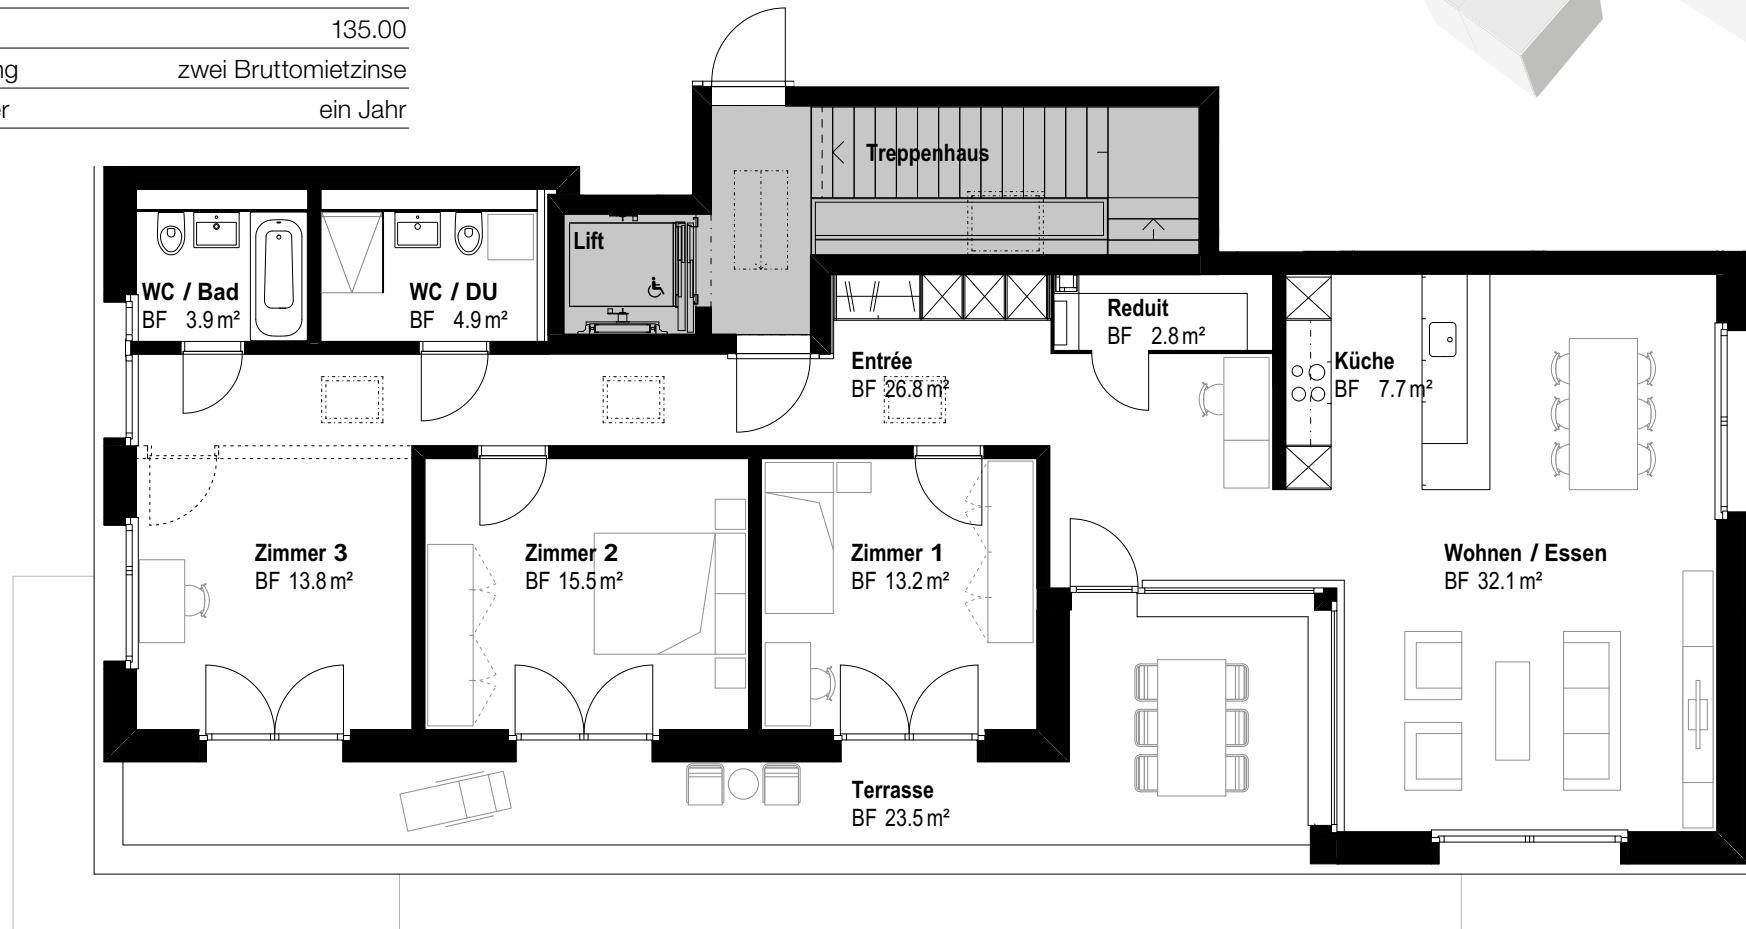 135.00
ng zwei Bruttomietzinse
er ein Jahr
Treppenhaus
Lift
WC / Bad
BF 3.9 m²
WC / DU
BF 4.9 m²
Reduit
BF 2.8 m²
Entrée
BF 26.8 m²
Küche
BF 7.7 m²
Zimmer 3
BF 13.8 m²
Zimmer 2
BF 15.5 m²
Zimmer 1
BF 13.2 m²
Wohnen / Essen
BF 32.1 m²
Terrasse
BF 23.5 m²